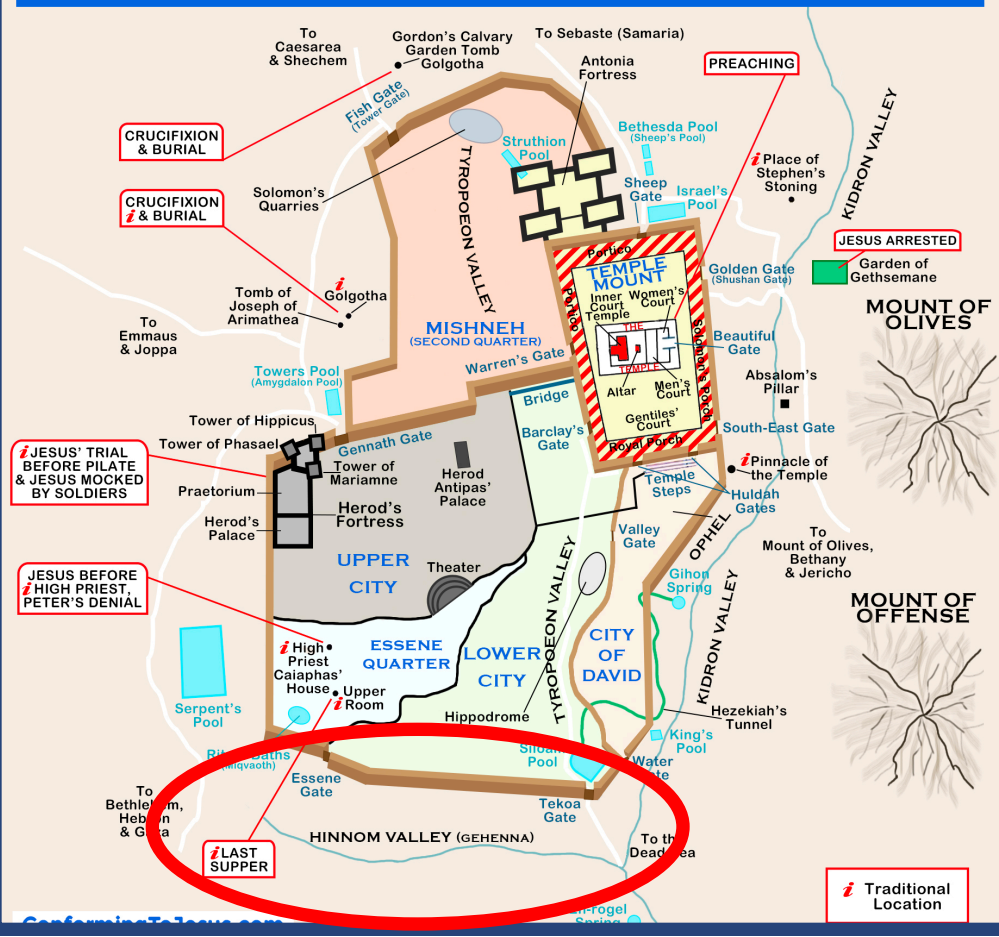 To
Caesarea
& Shechem
Gordon's Calvary
Garden Tomb
Golgotha
To Sebaste (Samaria)
Antonia
Fortress
PREACHING
Fish Gate
(Tower Gate)
CRUCIFIXION
& BURIAL
Struthion
Pool
Bethesda Pool
(Sheep's Pool)
KIDRON VALLEY
i Place of
Stephen's
Stoning
Solomon's
Quarries
TYROPOEON VALLEY
Sheep
Gate
Israel's
Pool
CRUCIFIXION
i & BURIAL
JESUS ARRESTED
Garden of
Gethsemane
Portico
TEMPLE
MOUNT
Golden Gate
(Shushan Gate)
i
Golgotha
Tomb of
Joseph of
Arimathea
Portico
Inner
Court
Women's
Court
Temple
THE
TEMPLE
Solomon's Porch
MOUNT OF
OLIVES
To
Emmaus
& Joppa
MISHNEH
(SECOND QUARTER)
Beautiful
Gate
Warren's Gate
Towers Pool
(Amygdalon Pool)
Altar
Men's
Court
Absalom's
Pillar
Bridge
Gentiles'
Court
Tower of Hippicus
Tower of Phasael
Gennath Gate
Barclay's
Gate
Royal Porch
South-East Gate
i JESUS' TRIAL
BEFORE PILATE
& JESUS MOCKED
BY SOLDIERS
Tower of
Mariamne
Herod
Antipas'
Palace
Temple
Steps
i Pinnacle of
the Temple
Praetorium
Huldah
Gates
Herod's
Fortress
Herod's
Palace
Valley
Gate
OPHEL
To
Mount of Olives,
Bethany
& Jericho
UPPER
CITY
TYROPOEON VALLEY
Theater
JESUS BEFORE
i HIGH PRIEST,
PETER'S DENIAL
Gihon
Spring
KIDRON VALLEY
MOUNT OF
OFFENSE
i High
Priest
Caiaphas'
House
ESSENE
QUARTER
LOWER
CITY
CITY
OF
DAVID
i Upper
Room
Serpent's
Pool
Hippodrome
Hezekiah's
Tunnel
King's
Pool
Baths
Siloam
Pool
Water
Essene
Gate
Tekoa
Gate
To
& 
HINNOM VALLEY (GEHENNA)
To the
i LAST
SUPPER
i Traditional
Location
ConformingToJesus.com
Spring